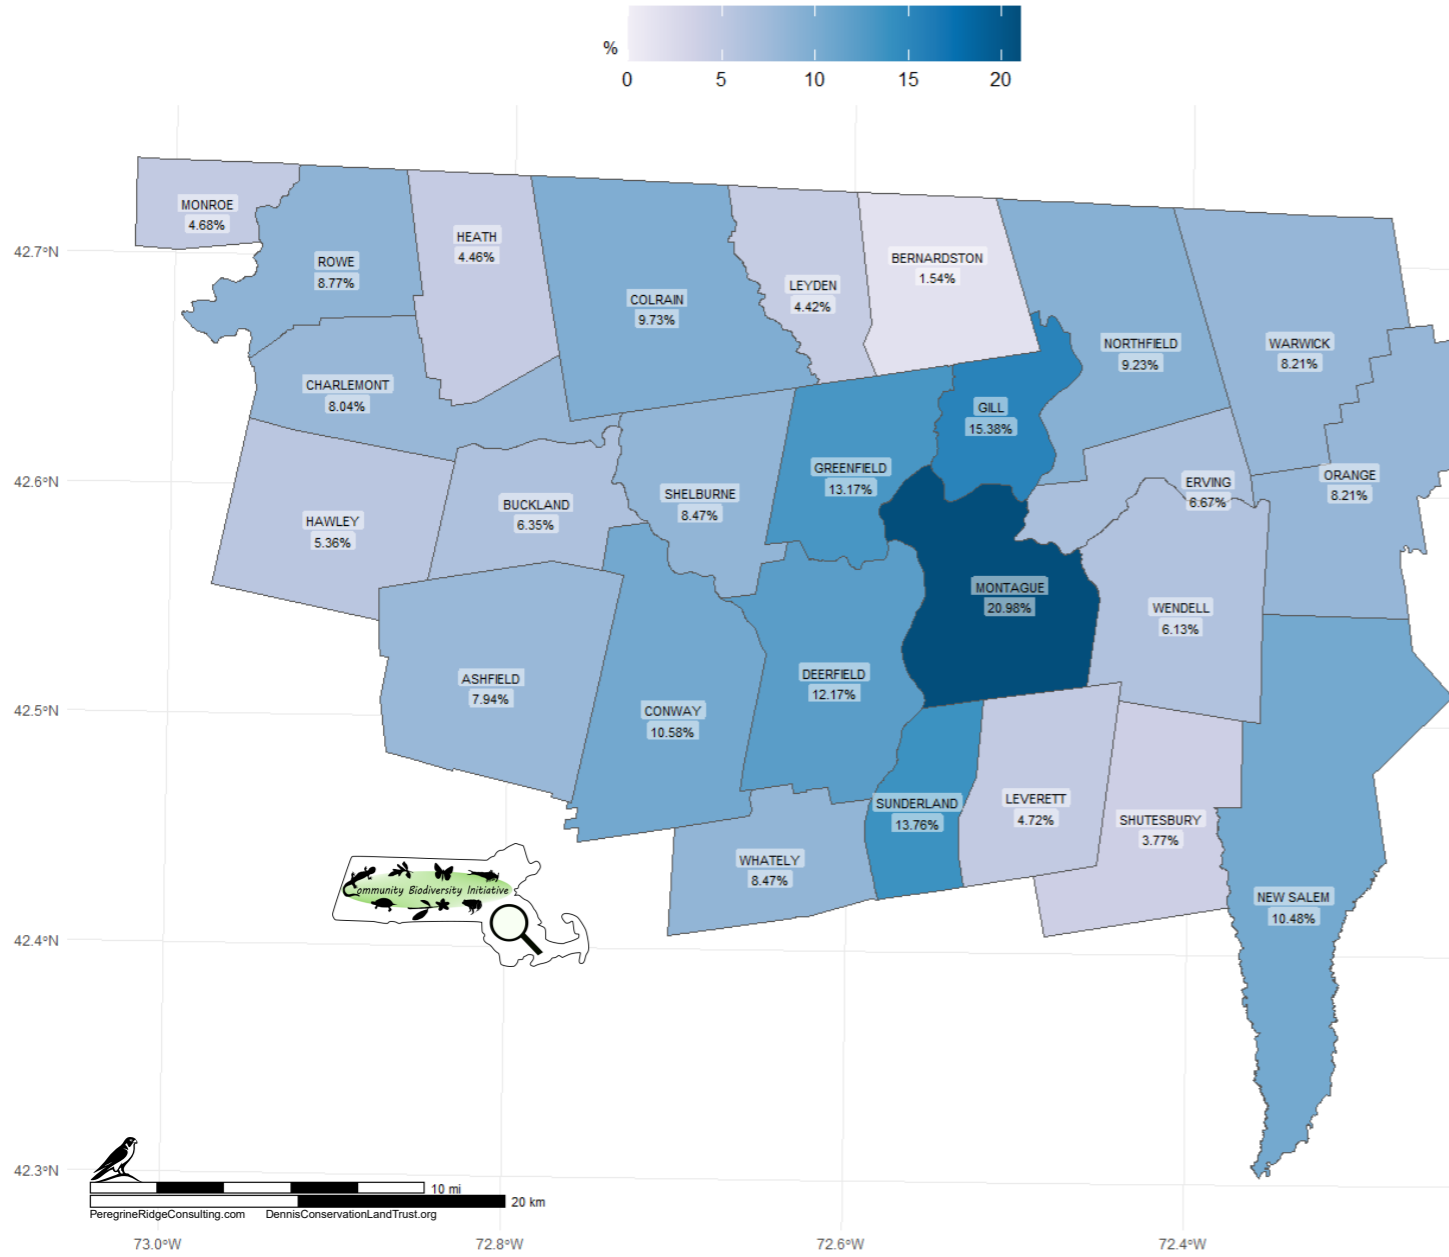 %
0 5 10 15 20
MONROE
4.68%
HEATH
4.46%
ROWE
8.77%
BERNARDSTON
1.54%
LEYDEN
4.42%
COLRAIN
9.73%
NORTHFIELD
9.23%
WARWICK
8.21%
CHARLEMONT
8.04%
GILL
15.38%
GREENFIELD
13.17%
ORANGE
8.21%
ERVING
6.67%
SHELBURNE
8.47%
BUCKLAND
6.35%
HAWLEY
5.36%
MONTAGUE
20.98%
WENDELL
6.13%
ASHFIELD
7.94%
DEERFIELD
12.17%
CONWAY
10.58%
SUNDERLAND
13.76%
LEVERETT
4.72%
SHUTESBURY
3.77%
WHATELY
8.47%
NEW SALEM
10.48%
Community Biodiversity Initiative
42.7°N
42.6°N
42.5°N
42.4°N
42.3°N
10 mi
20 km
PeregrineRidgeConsulting.com DennisConservationLandTrust.org
73.0°W 72.8°W 72.6°W 72.4°W